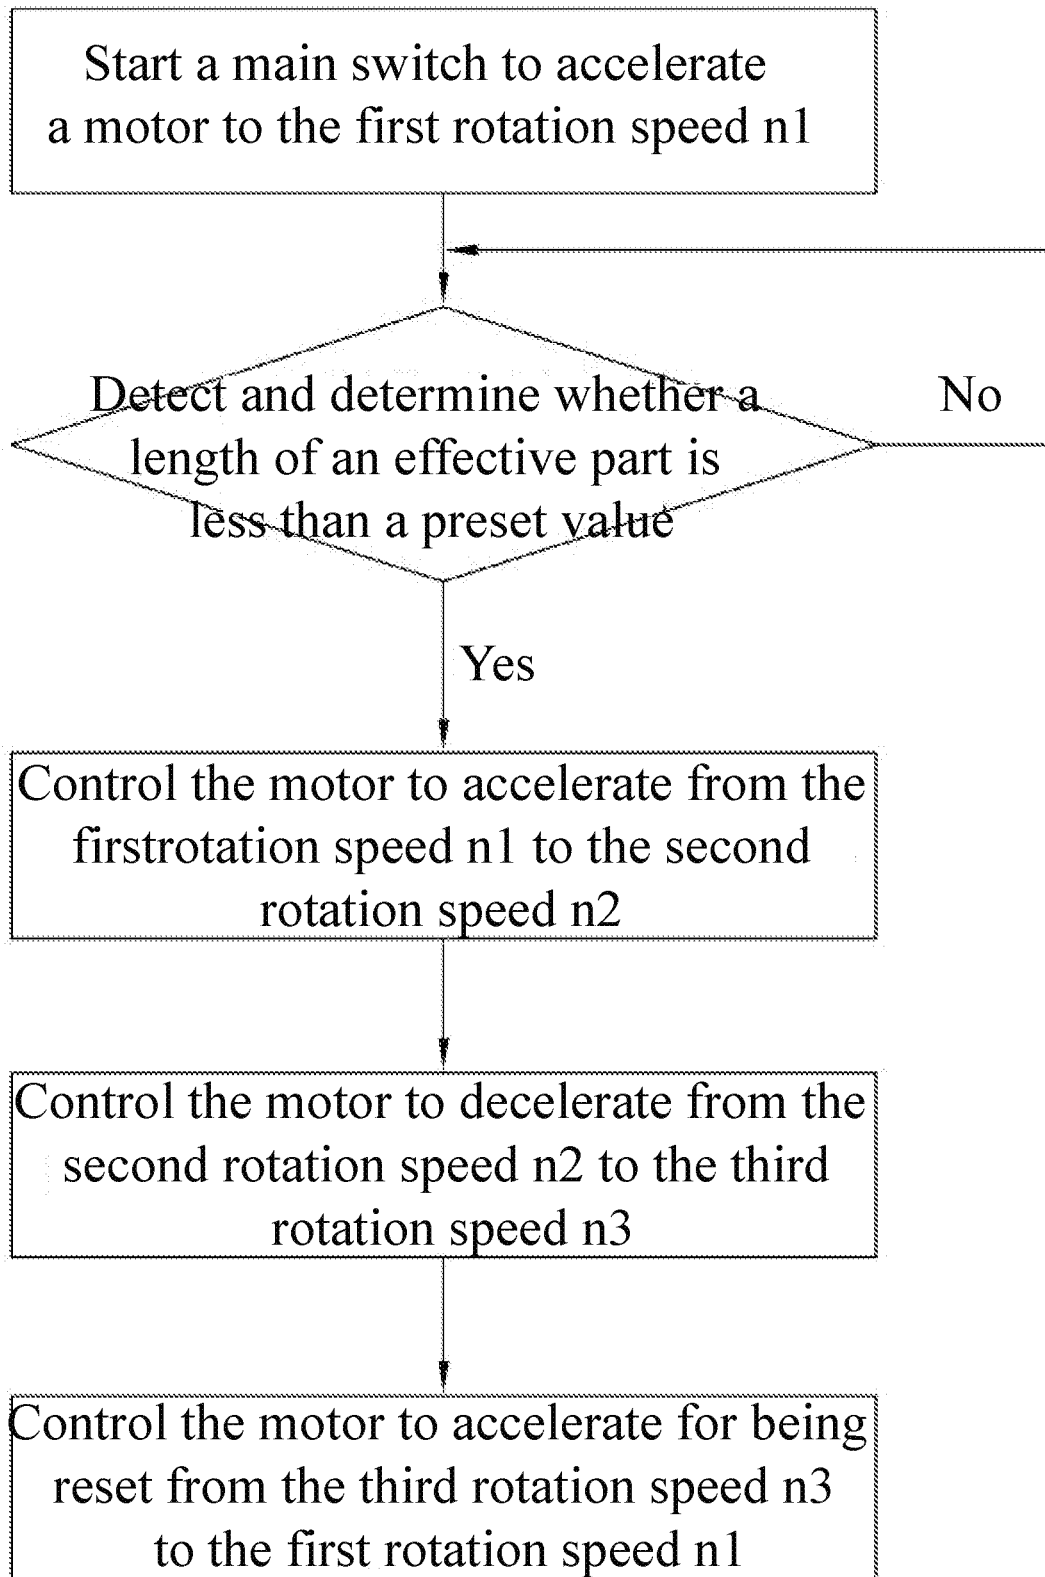 Start a main switch to accelerate
a motor to the first rotation speed n1
Detect and determine whether a
length of an effective part is
less than a preset value
No
Yes
Control the motor to accelerate from the
firstrotation speed n1 to the second
rotation speed n2
Control the motor to decelerate from the
second rotation speed n2 to the third
rotation speed n3
Control the motor to accelerate for being
reset from the third rotation speed n3
to the first rotation speed n1